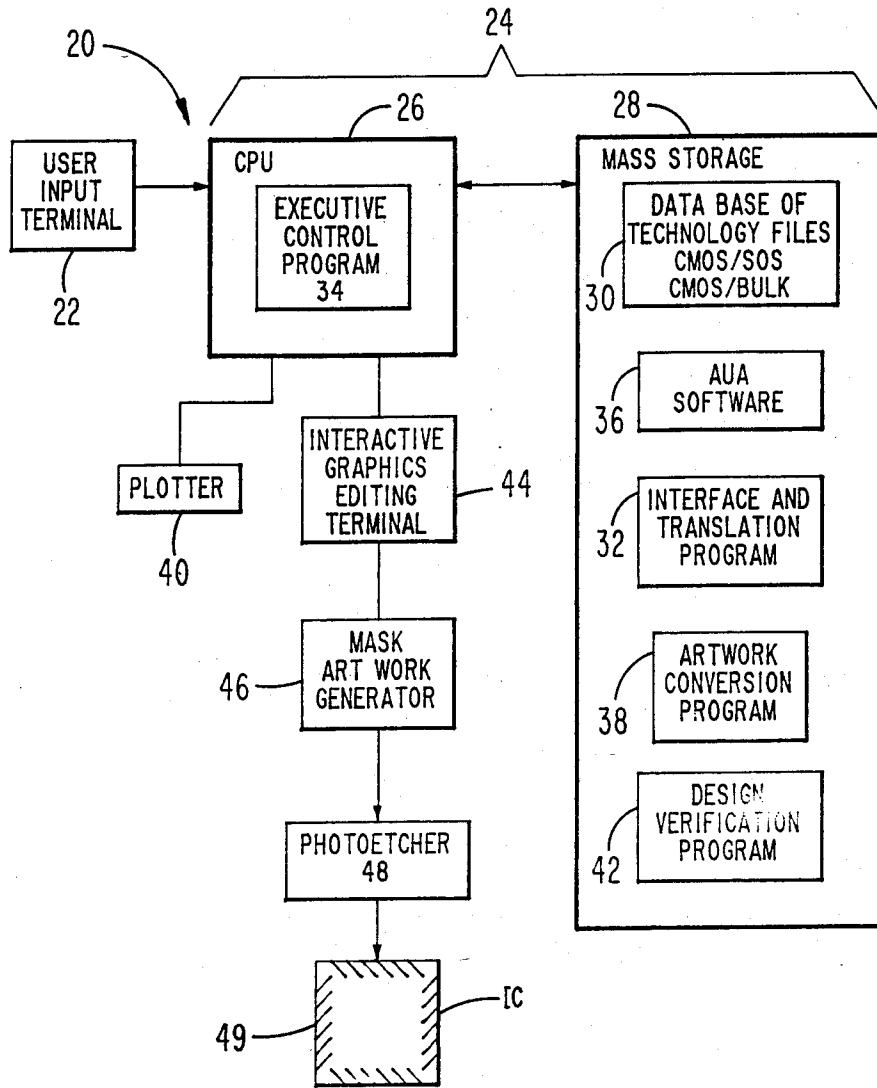 20
24
USER
INPUT
TERMINAL
22
26
CPU
EXECUTIVE
CONTROL
PROGRAM
34
28
MASS STORAGE
DATA BASE OF
TECHNOLOGY FILES
CMOS/SOS
CMOS/BULK
30
AUA
SOFTWARE
36
INTERFACE AND
TRANSLATION
PROGRAM
32
ARTWORK
CONVERSION
PROGRAM
38
DESIGN
VERIFICATION
PROGRAM
42
PLOTTER
40
INTERACTIVE
GRAPHICS
EDITING
TERMINAL
44
MASK
ART WORK
GENERATOR
46
PHOTOETCHER
48
49
IC